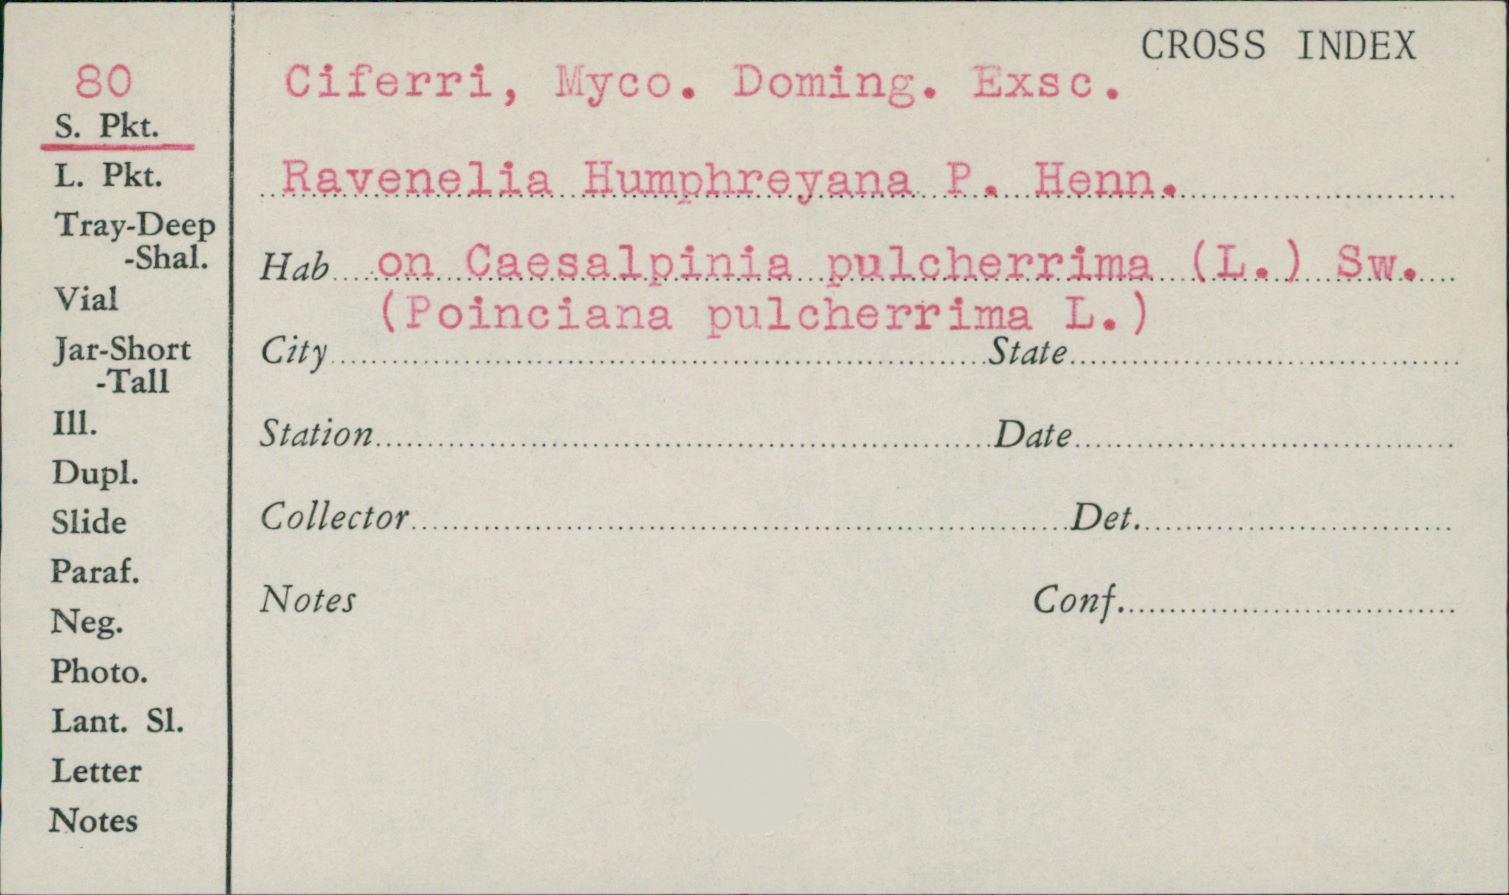 CROSS INDEX
80
S. Pkt.
L. Pkt.
Tray-Deep
-Shal.
Vial
Jar-Short
-Tall
Ill.
Dupl.
Slide
Paraf.
Neg.
Photo.
Lant. Sl.
Letter
Notes
Ciferri, Myco. Doming. Exsc.
Ravenelia Humphreyana P. Henn.
Hab on Caesalpinia pulcherrima (L.) Sw.
(Poinciana pulcherrima L.)
City State
Station Date
Collector Det.
Notes Conf.